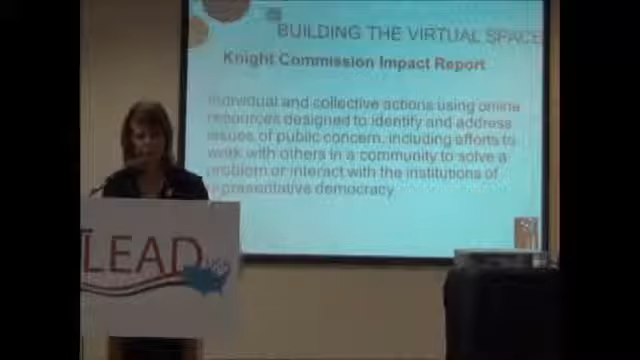 BUILDING THE VIRTUAL SPACE
Knight Commission Impact Report
Individual and collective actions using online
resources designed to identify and address
issues of public concern, including efforts to
work with others in a community to solve a
problem or interact with the institutions of
representative democracy
LEAD
USA